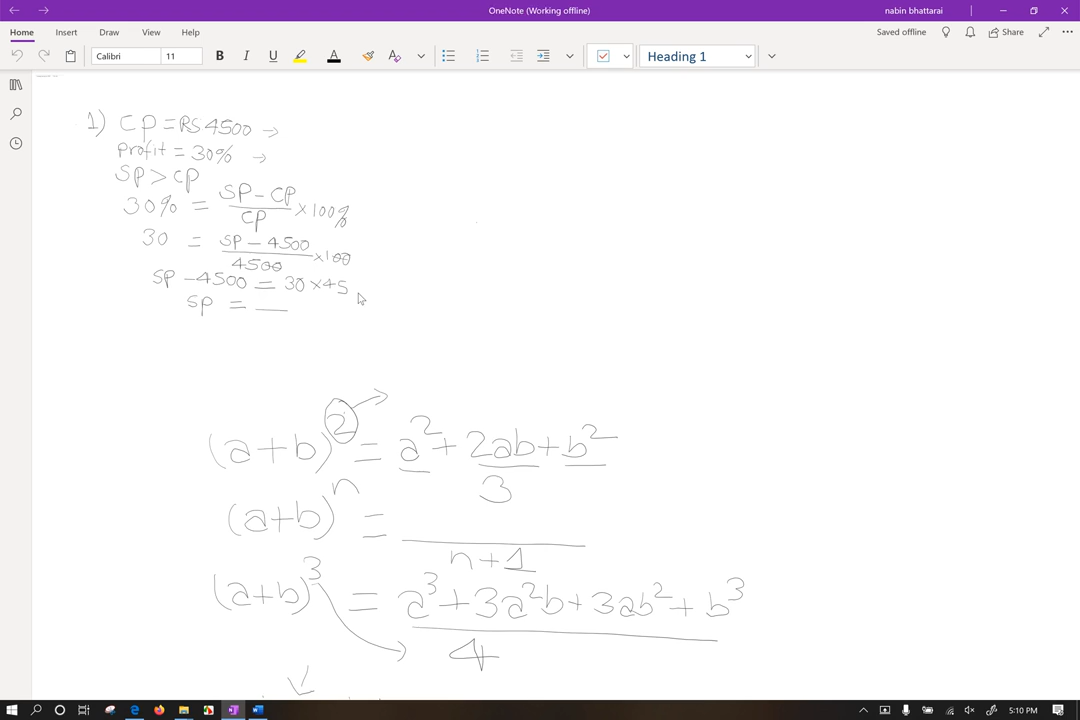 OneNote (Working offline)
nabin bhattarai
Home Insert Draw View Help
Saved offline
Share
Calibri 11 B I U A Heading 1
1) CP = RS 4500 →
Profit = 30% →
SP > CP
30% = SP - CP / CP × 100%
30 = SP - 4500 / 4500 × 100
SP - 4500 = 30 × 45
SP = __
(a+b)² = a² + 2ab + b²
3
(a+b)ⁿ =
n+1
(a+b)³ = a³ + 3a²b + 3ab² + b³
4
5:10 PM